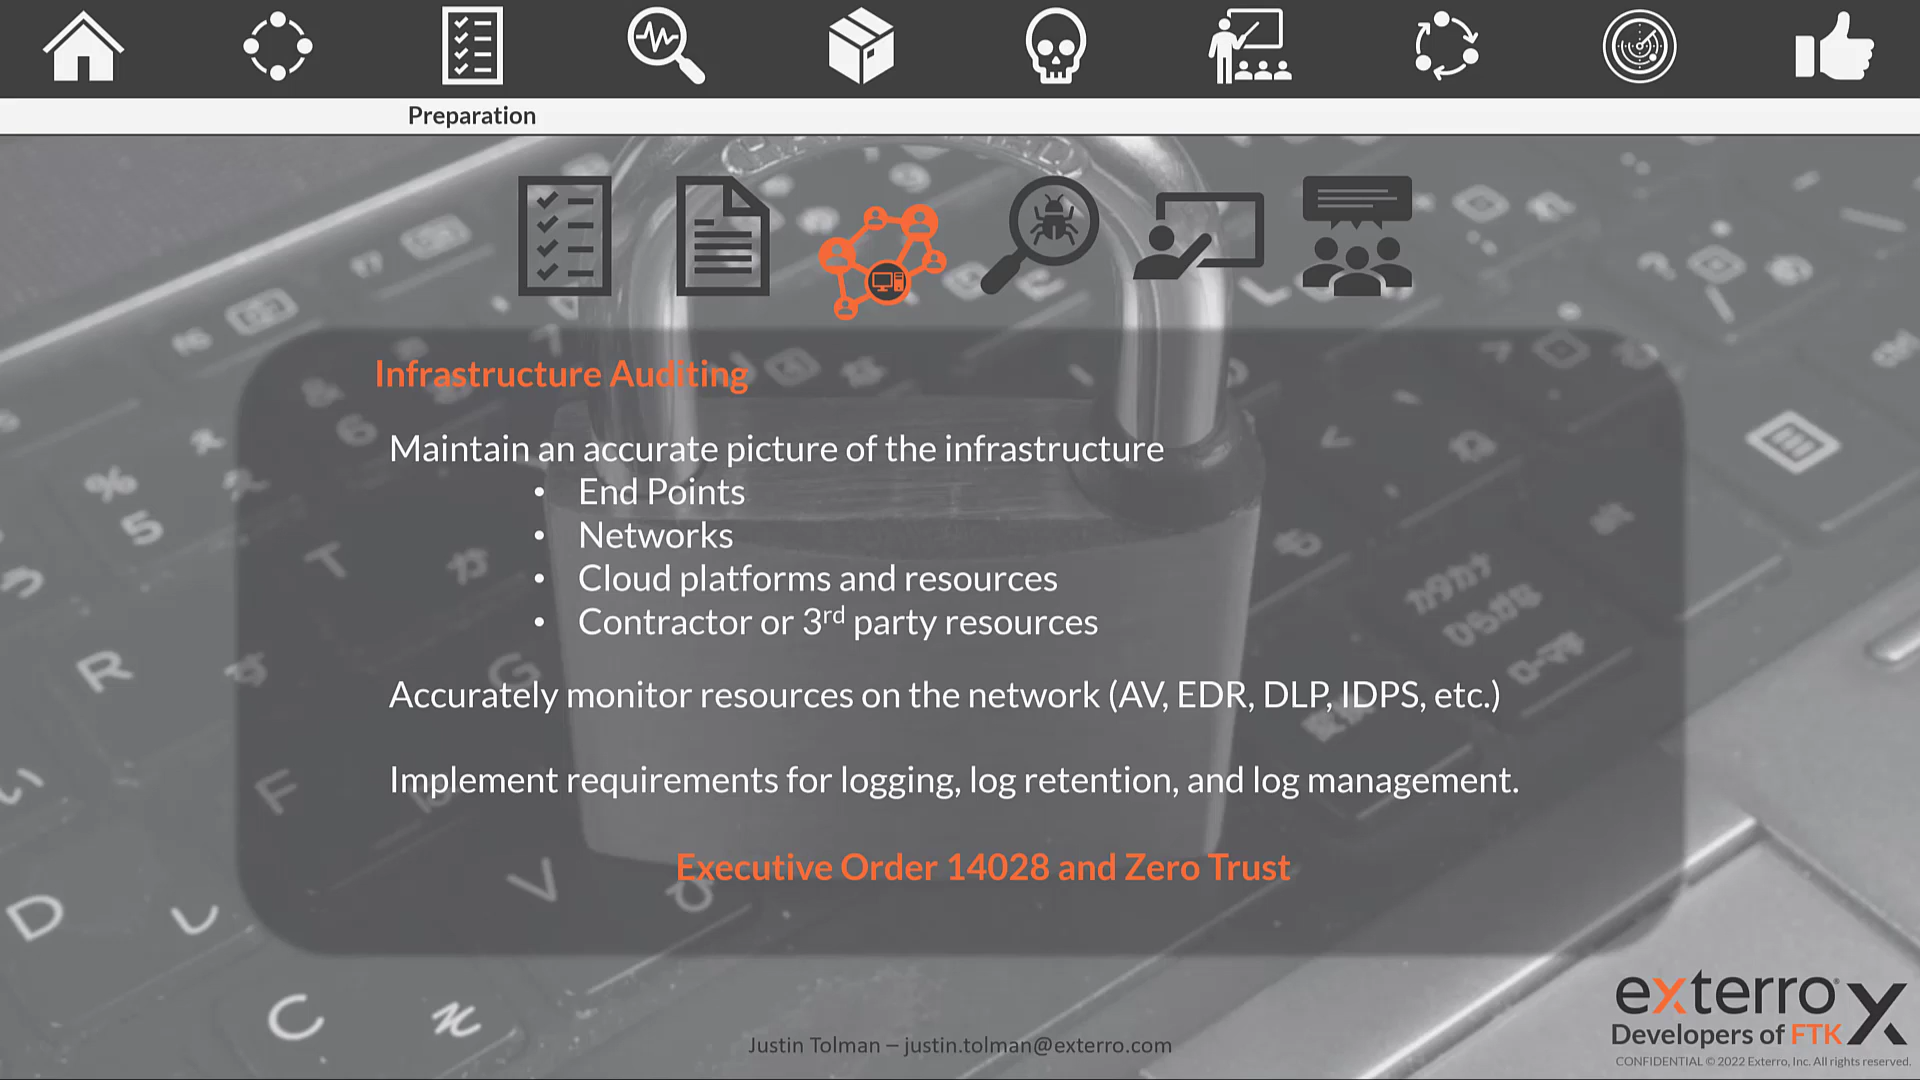 Preparation
Infrastructure Auditing
Maintain an accurate picture of the infrastructure
• End Points
• Networks
• Cloud platforms and resources
• Contractor or 3rd party resources
Accurately monitor resources on the network (AV, EDR, DLP, IDPS, etc.)
Implement requirements for logging, log retention, and log management.
Executive Order 14028 and Zero Trust
exterro®
Developers of FTK
Justin Tolman – justin.tolman@exterro.com
CONFIDENTIAL © 2022 Exterro, Inc. All rights reserved.